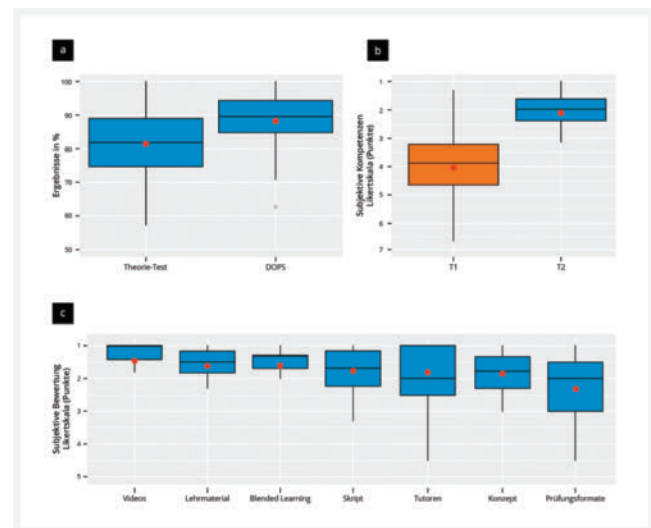 a
b
Ergebnisse in %
100
90
80
70
60
50
Theorie-Test
DOPS
Subjektive Kompetenzen
Likertskala (Punkte)
1
2
3
4
5
6
7
T1
T2
c
Subjektive Bewertung
Likertskala (Punkte)
1
2
3
4
5
Videos
Lehrmaterial
Blended Learning
Skript
Tutoren
Konzept
Prüfungsformate